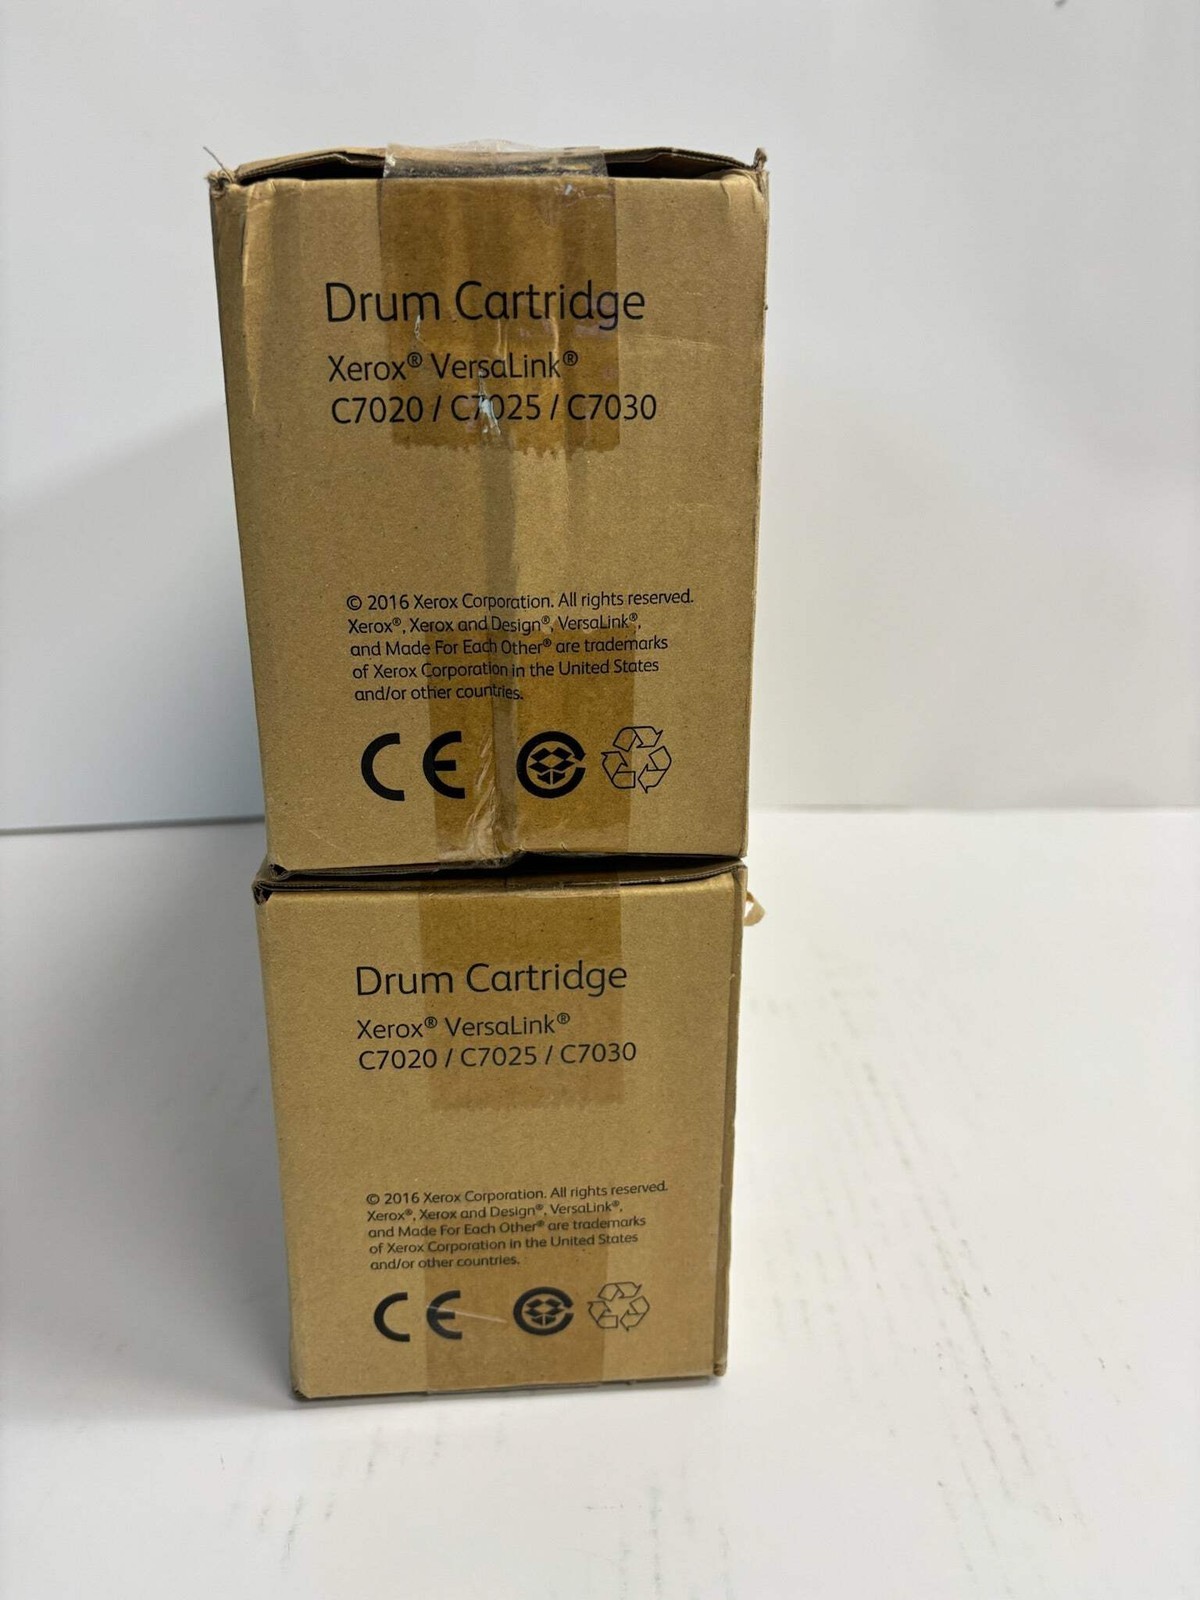 Drum Cartridge
Xerox® VersaLink®
C7020 / C7025 / C7030
© 2016 Xerox Corporation. All rights reserved.
Xerox®, Xerox and Design®, VersaLink®,
and Made For Each Other® are trademarks
of Xerox Corporation in the United States
and/or other countries.
CE
Drum Cartridge
Xerox® VersaLink®
C7020 / C7025 / C7030
© 2016 Xerox Corporation. All rights reserved.
Xerox®, Xerox and Design®, VersaLink®,
and Made For Each Other® are trademarks
of Xerox Corporation in the United States
and/or other countries.
CE